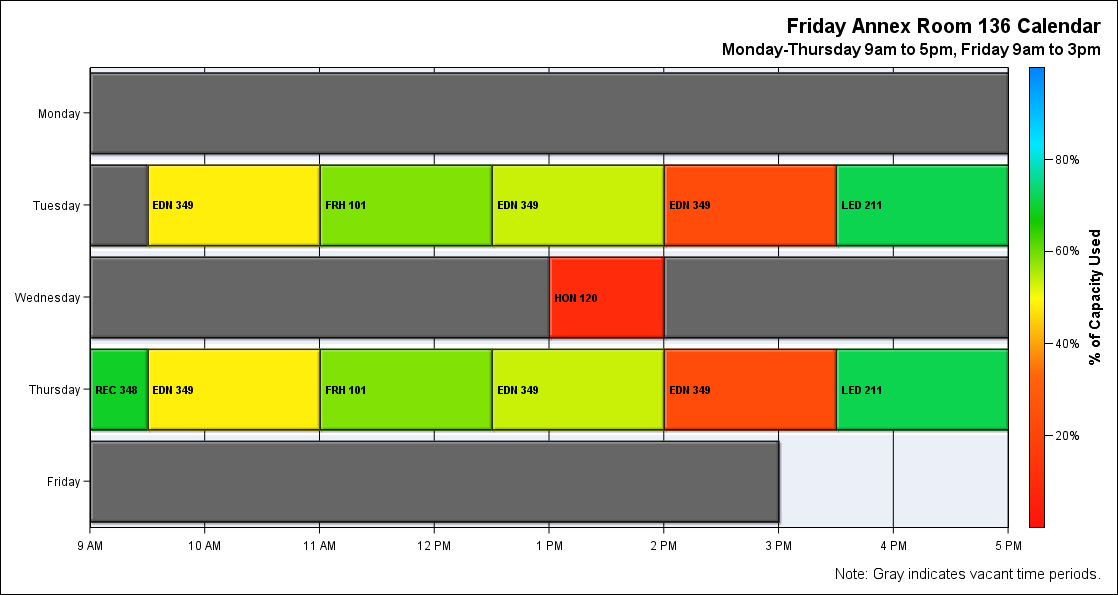 Friday Annex Room 136 Calendar
Monday-Thursday 9am to 5pm, Friday 9am to 3pm
Monday
Tuesday
EDN 349
FRH 101
EDN 349
EDN 349
LED 211
Wednesday
HON 120
Thursday
REC 348
EDN 349
FRH 101
EDN 349
EDN 349
LED 211
Friday
9 AM
10 AM
11 AM
12 PM
1 PM
2 PM
3 PM
4 PM
5 PM
80%
60%
40%
20%
% of Capacity Used
Note: Gray indicates vacant time periods.